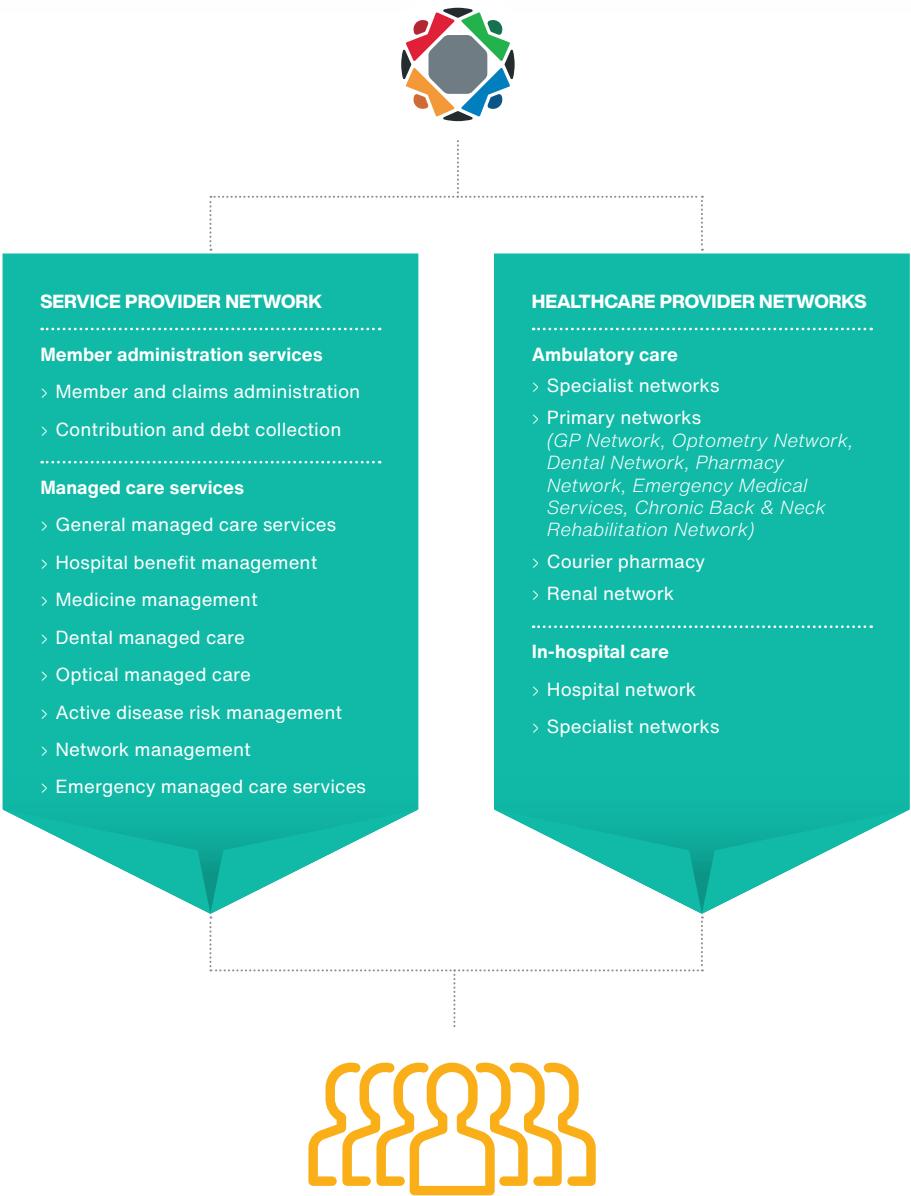 SERVICE PROVIDER NETWORK
Member administration services
› Member and claims administration
› Contribution and debt collection
Managed care services
› General managed care services
› Hospital benefit management
› Medicine management
› Dental managed care
› Optical managed care
› Active disease risk management
› Network management
› Emergency managed care services
HEALTHCARE PROVIDER NETWORKS
Ambulatory care
› Specialist networks
› Primary networks
(GP Network, Optometry Network,
Dental Network, Pharmacy
Network, Emergency Medical
Services, Chronic Back & Neck
Rehabilitation Network)
› Courier pharmacy
› Renal network
In-hospital care
› Hospital network
› Specialist networks